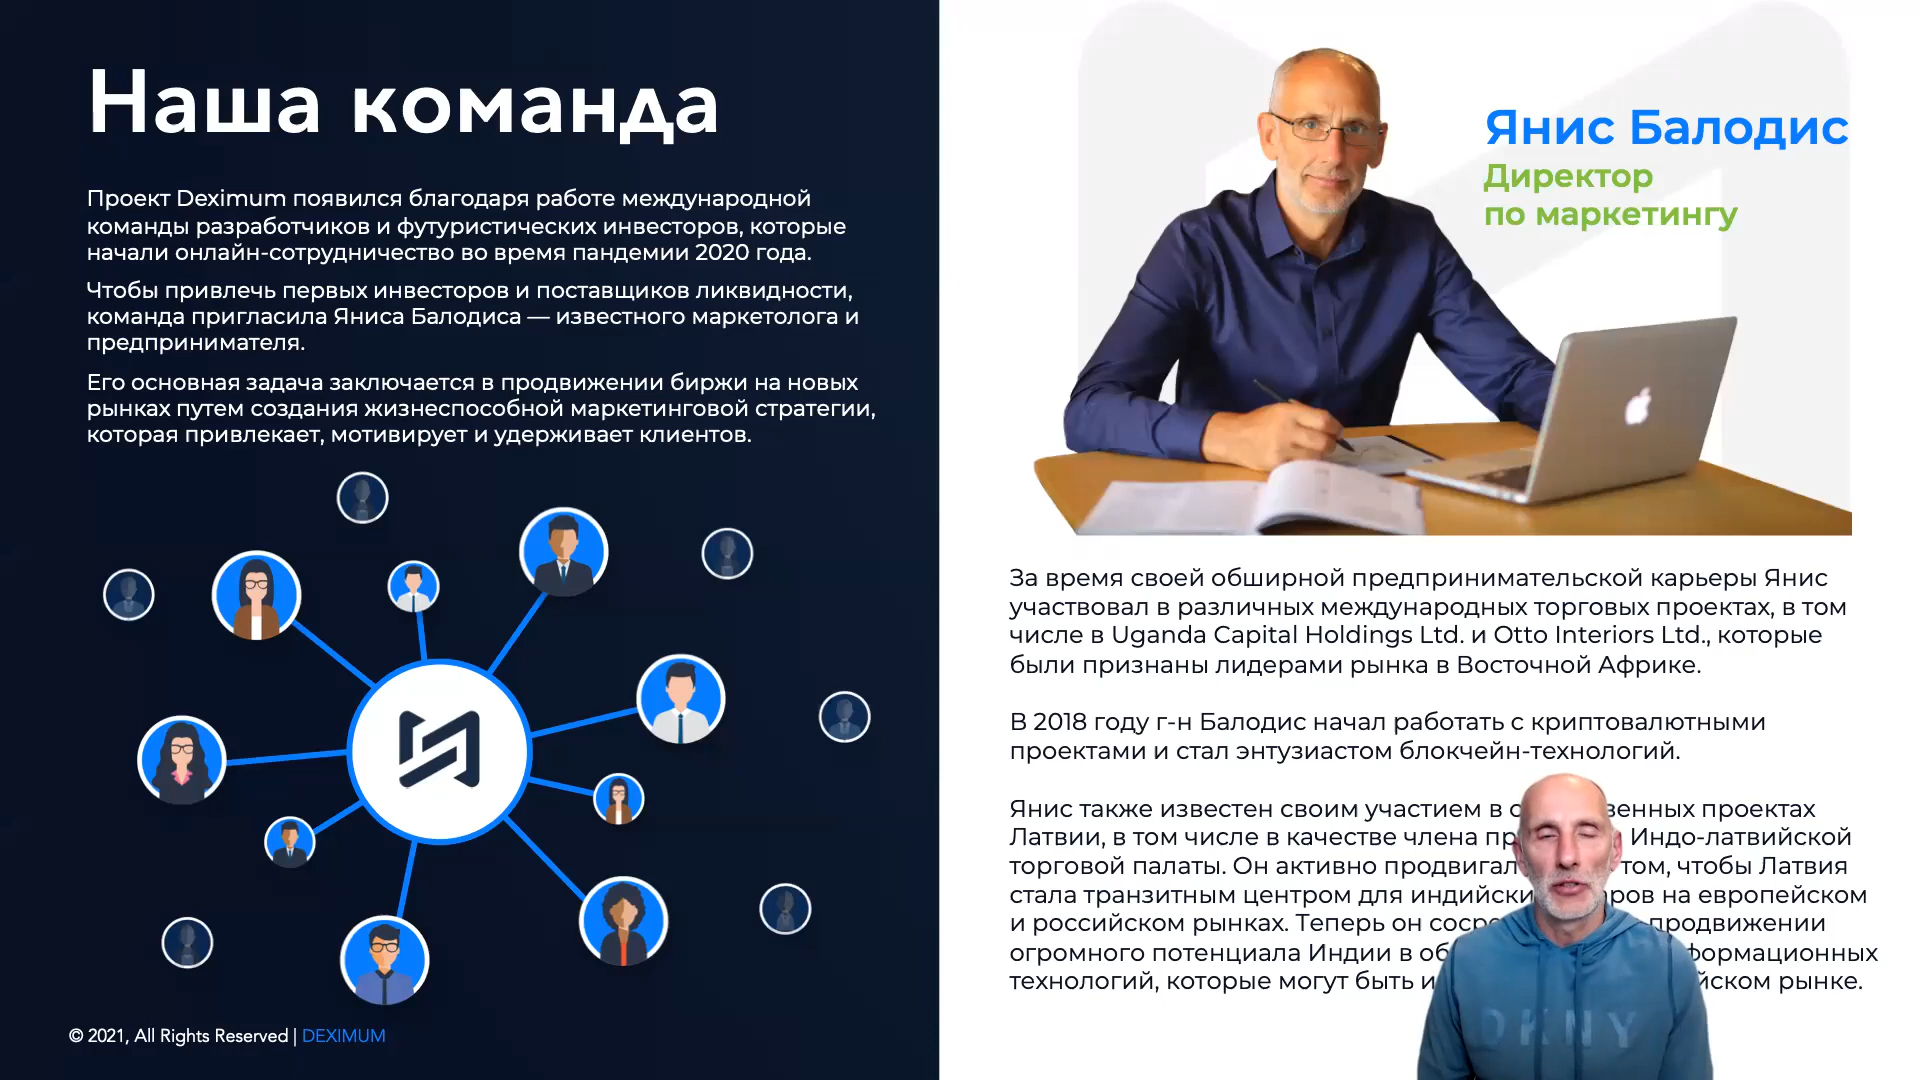 Наша команда
Проект Deximum появился благодаря работе международной
команды разработчиков и футуристических инвесторов, которые
начали онлайн-сотрудничество во время пандемии 2020 года.
Чтобы привлечь первых инвесторов и поставщиков ликвидности,
команда пригласила Яниса Балодиса — известного маркетолога и
предпринимателя.
Его основная задача заключается в продвижении биржи на новых
рынках путем создания жизнеспособной маркетинговой стратегии,
которая привлекает, мотивирует и удерживает клиентов.
© 2021, All Rights Reserved | DEXIMUM
Янис Балодис
Директор
по маркетингу
За время своей обширной предпринимательской карьеры Янис
участвовал в различных международных торговых проектах, в том
числе в Uganda Capital Holdings Ltd. и Otto Interiors Ltd., которые
были признаны лидерами рынка в Восточной Африке.
В 2018 году г-н Балодис начал работать с криптовалютными
проектами и стал энтузиастом блокчейн-технологий.
Янис также известен своим участием в проектах
Латвии, в том числе в качестве члена Индо-латвийской
торговой палаты. Он активно том, чтобы Латвия
стала транзитным центром для на европейском
и российском рынках. Теперь он продвижении
огромного потенциала Индии в
технологий, которые могут быть рынке.
DKNY